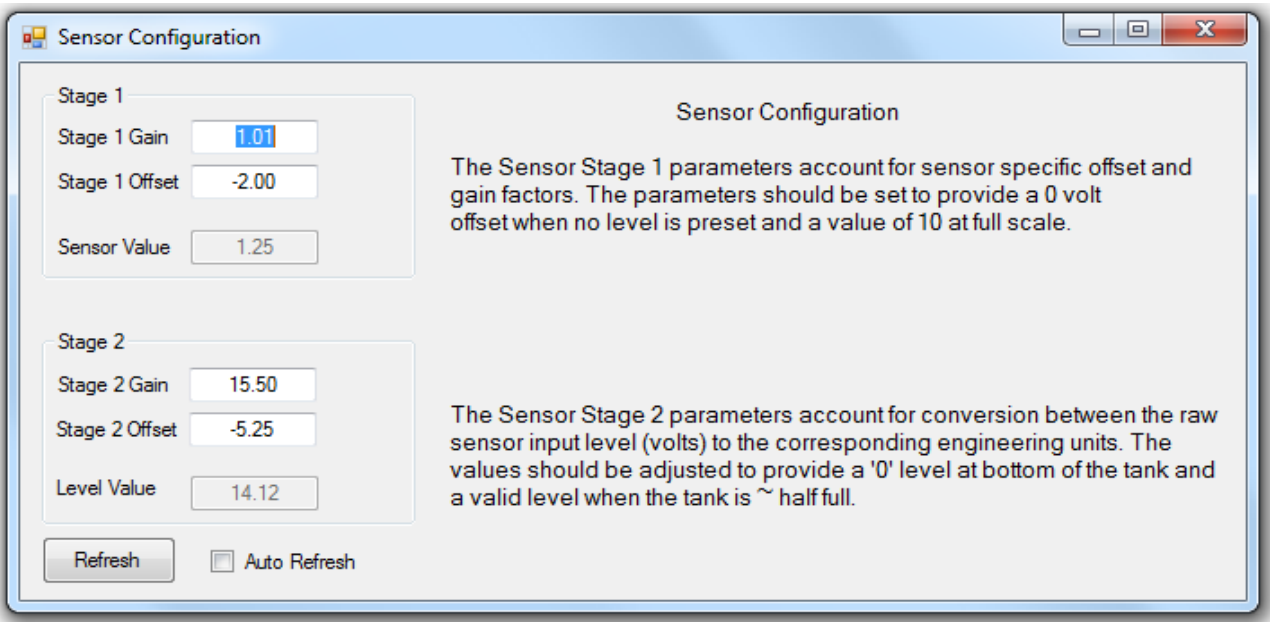 Sensor Configuration
Stage 1
Stage 1 Gain 1.01
Stage 1 Offset -2.00
Sensor Value 1.25
Sensor Configuration
The Sensor Stage 1 parameters account for sensor specific offset and
gain factors. The parameters should be set to provide a 0 volt
offset when no level is preset and a value of 10 at full scale.
Stage 2
Stage 2 Gain 15.50
Stage 2 Offset -5.25
Level Value 14.12
The Sensor Stage 2 parameters account for conversion between the raw
sensor input level (volts) to the corresponding engineering units. The
values should be adjusted to provide a '0' level at bottom of the tank and
a valid level when the tank is ~ half full.
Refresh Auto Refresh